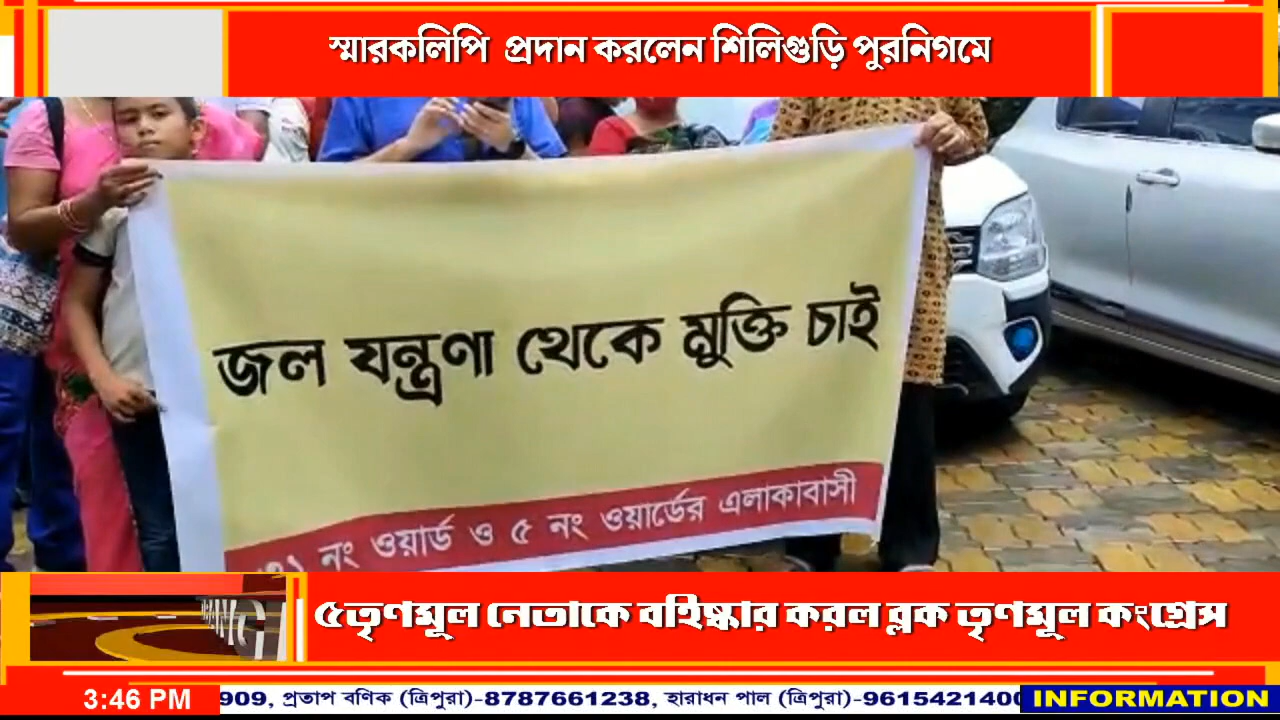 স্মারকলিপি প্রদান করলেন শিলিগুড়ি পুরনিগমে
জল যন্ত্রণা থেকে মুক্তি চাই
নং ওয়ার্ড ও ৫ নং ওয়ার্ডের এলাকাবাসী
৫তৃণমূল নেতাকে বহিষ্কার করল ব্লক তৃণমূল কংগ্রেস
3:46 PM 909, প্রতাপ বণিক (ত্রিপুরা)-8787661238, হারাধন পাল (ত্রিপুরা)-9615421400 INFORMATION